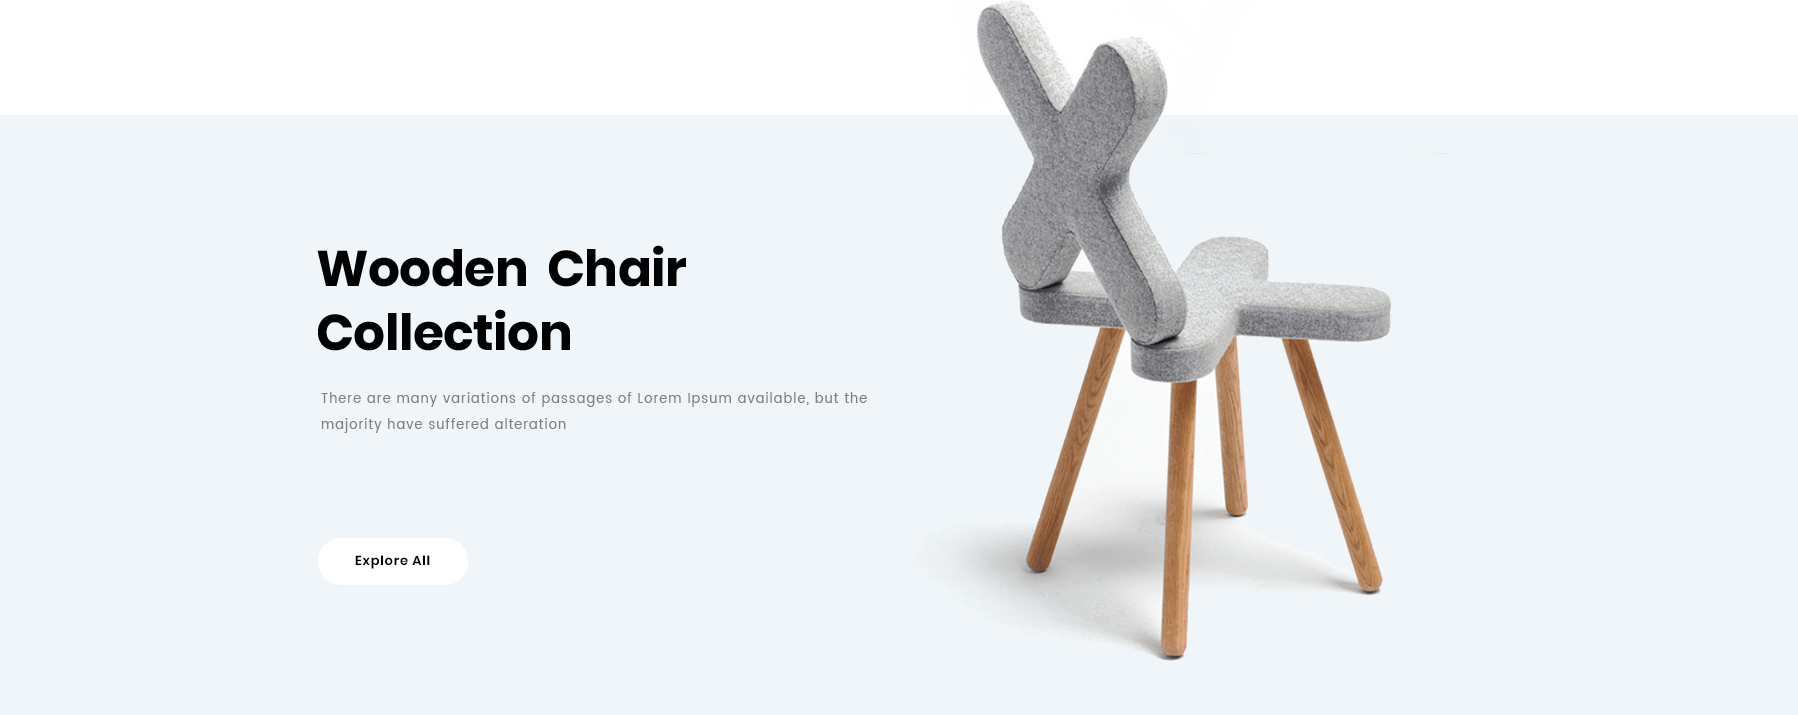 Wooden Chair
Collection
There are many variations of passages of Lorem Ipsum available, but the
majority have suffered alteration
Explore All